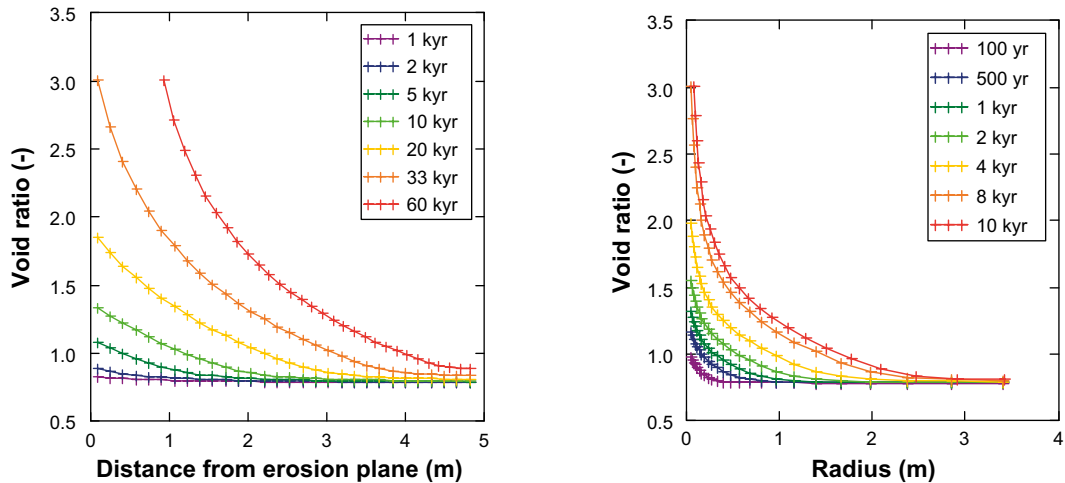 3.5
3.0
2.5
2.0
1.5
1.0
0.5
Void ratio (-)
0 1 2 3 4 5
Distance from erosion plane (m)
1 kyr
2 kyr
5 kyr
10 kyr
20 kyr
33 kyr
60 kyr
3.5
3.0
2.5
2.0
1.5
1.0
0.5
Void ratio (-)
0 1 2 3 4
Radius (m)
100 yr
500 yr
1 kyr
2 kyr
4 kyr
8 kyr
10 kyr